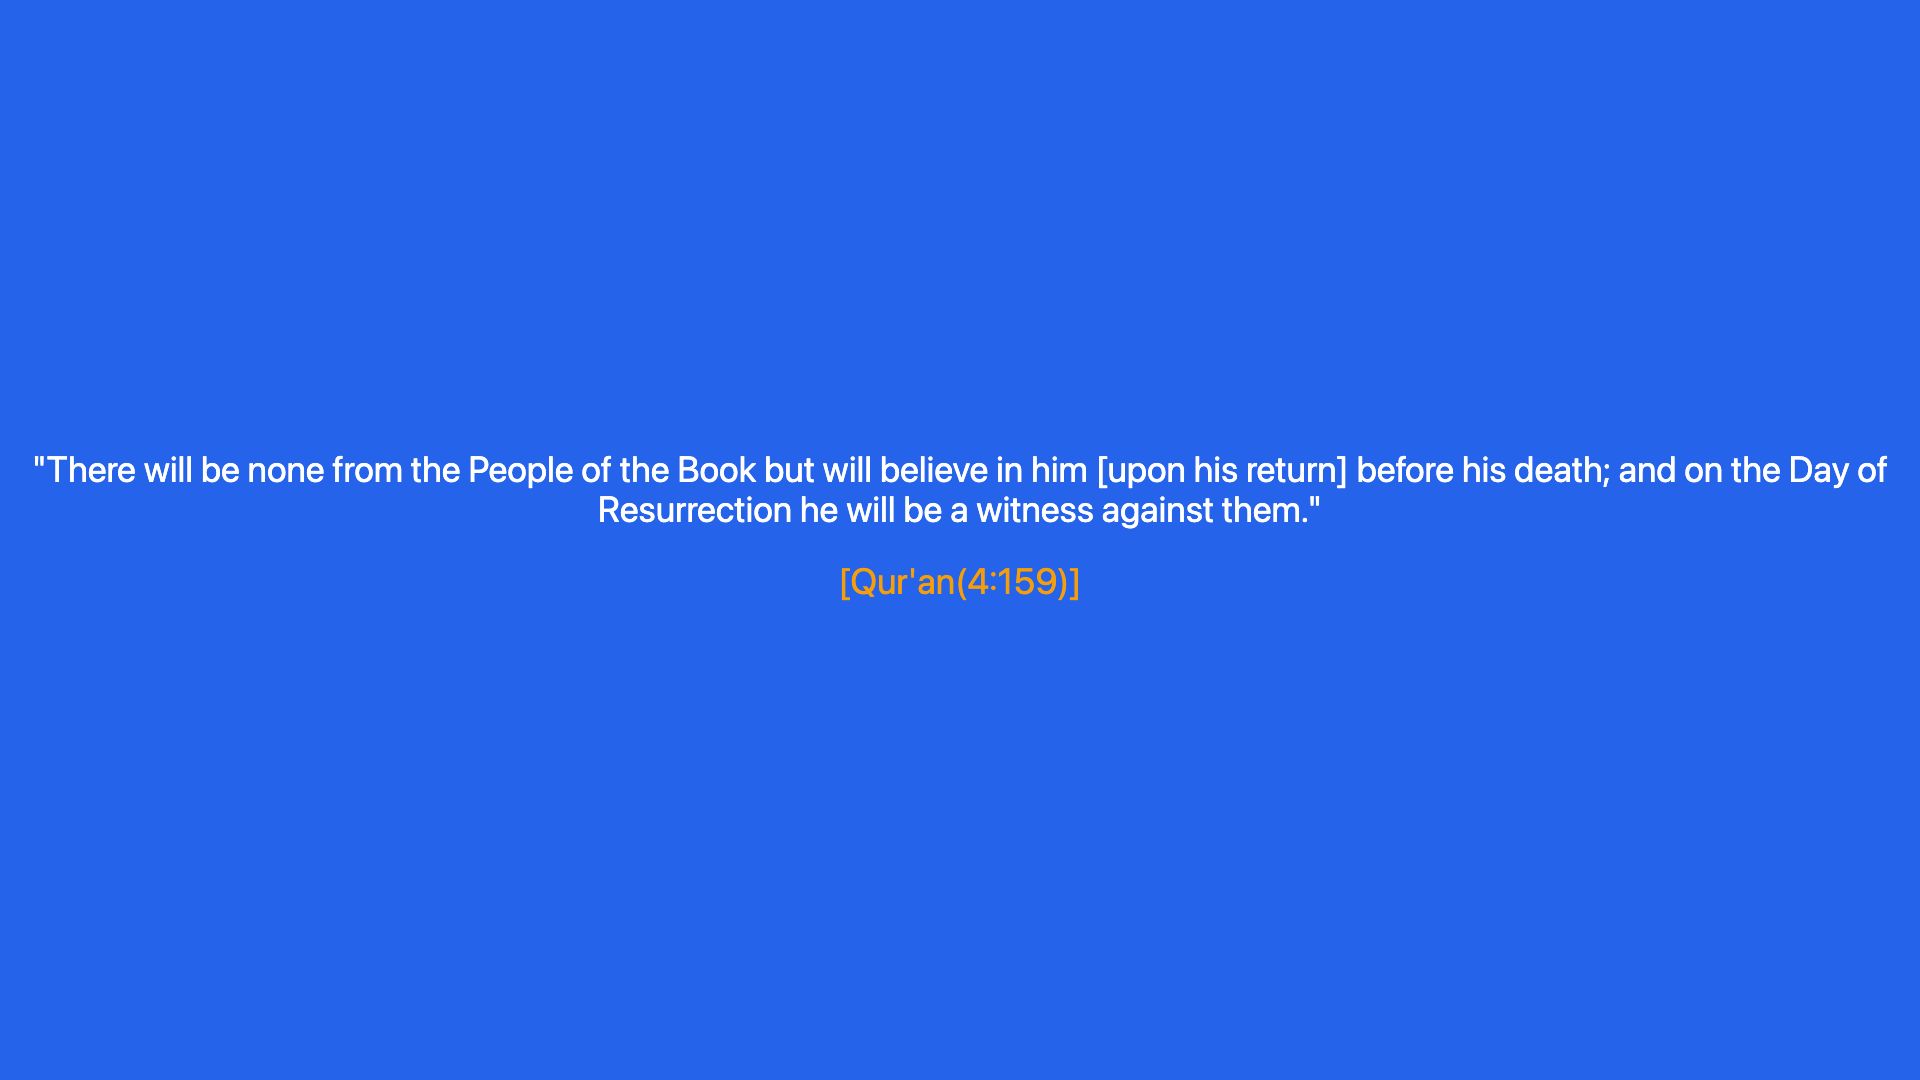 "There will be none from the People of the Book but will believe in him [upon his return] before his death; and on the Day of
Resurrection he will be a witness against them."
[Qur'an(4:159)]